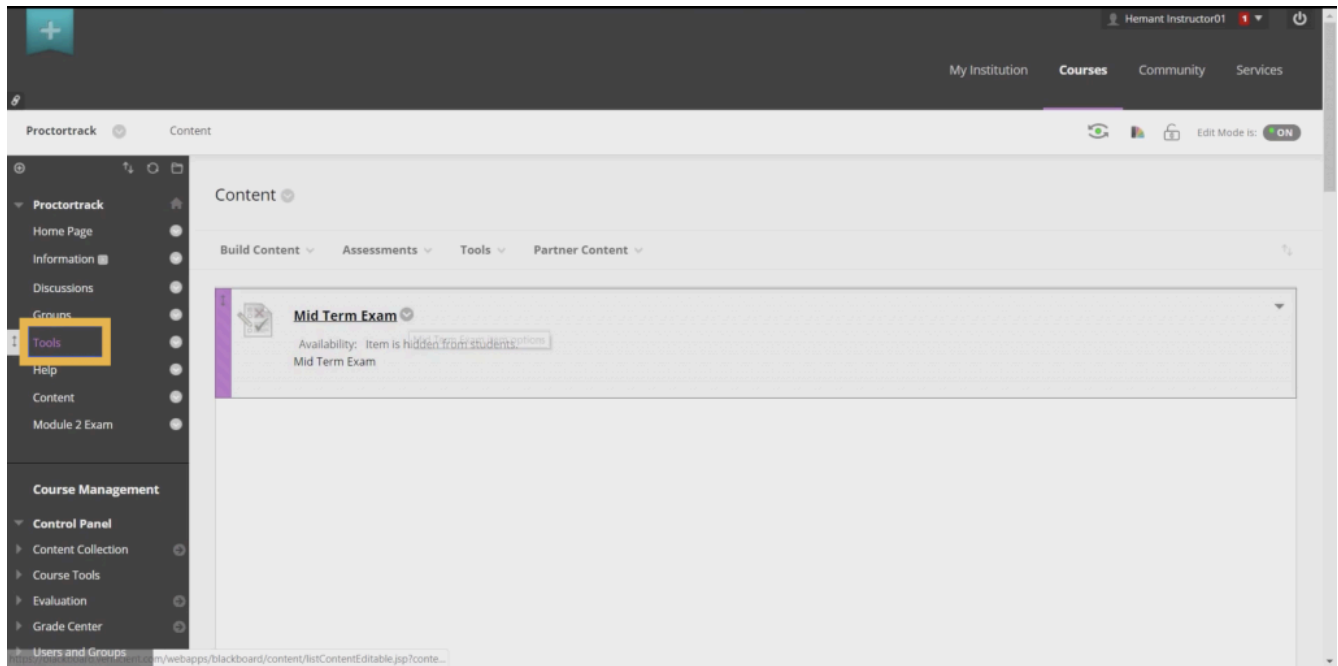 Hemant Instructor01 1
My Institution Courses Community Services
Proctortrack Content Edit Mode is: ON
Content
Proctortrack
Home Page
Information
Discussions
Groups
Tools
Help
Content
Module 2 Exam
Course Management
Control Panel
Content Collection
Course Tools
Evaluation
Grade Center
Users and Groups
Build Content Assessments Tools Partner Content
Mid Term Exam
Availability: Item is hidden from students.
Mid Term Exam
/webapps/blackboard/content/listContentEditable.jsp?conte...